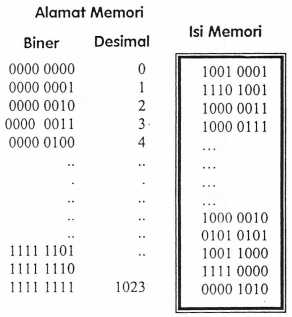 Alamat Memori
Biner Desimal Isi Memori
0000 0000 0 1001 0001
0000 0001 1 1110 1001
0000 0010 2 1000 0011
0000 0011 3 1000 0111
0000 0100 4 ...
.. .. ...
. . ...
.. .. ...
.. .. 1000 0010
.. .. 0101 0101
1111 1101 .. 1001 1000
1111 1110 1111 0000
1111 1111 1023 0000 1010